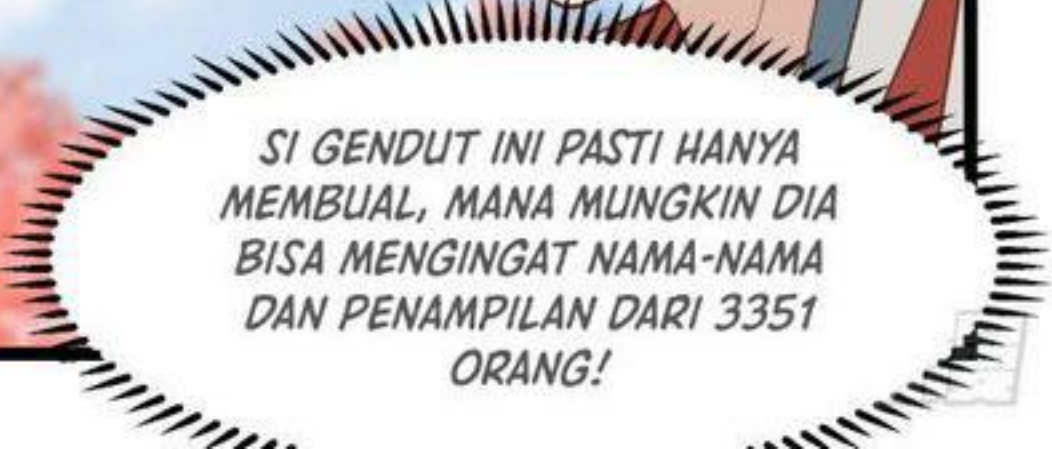 SI GENDUT INI PASTI HANYA
MEMBUAL, MANA MUNGKIN DIA
BISA MENGINGAT NAMA-NAMA
DAN PENAMPILAN DARI 3351
ORANG!